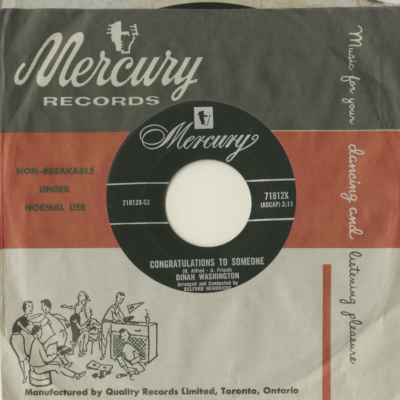 Mercury
RECORDS
Music for your dancing and listening pleasure
NON-BREAKABLE
UNDER
NORMAL USE
Mercury
71812X-S2
71812X
(ASCAP) 2:11
CONGRATULATIONS TO SOMEONE
(R. Alfred - A. Frisch)
DINAH WASHINGTON
Arranged and Conducted by
BELFORD HENDRICKS
Manufactured by Quality Records Limited, Toronto, Ontario